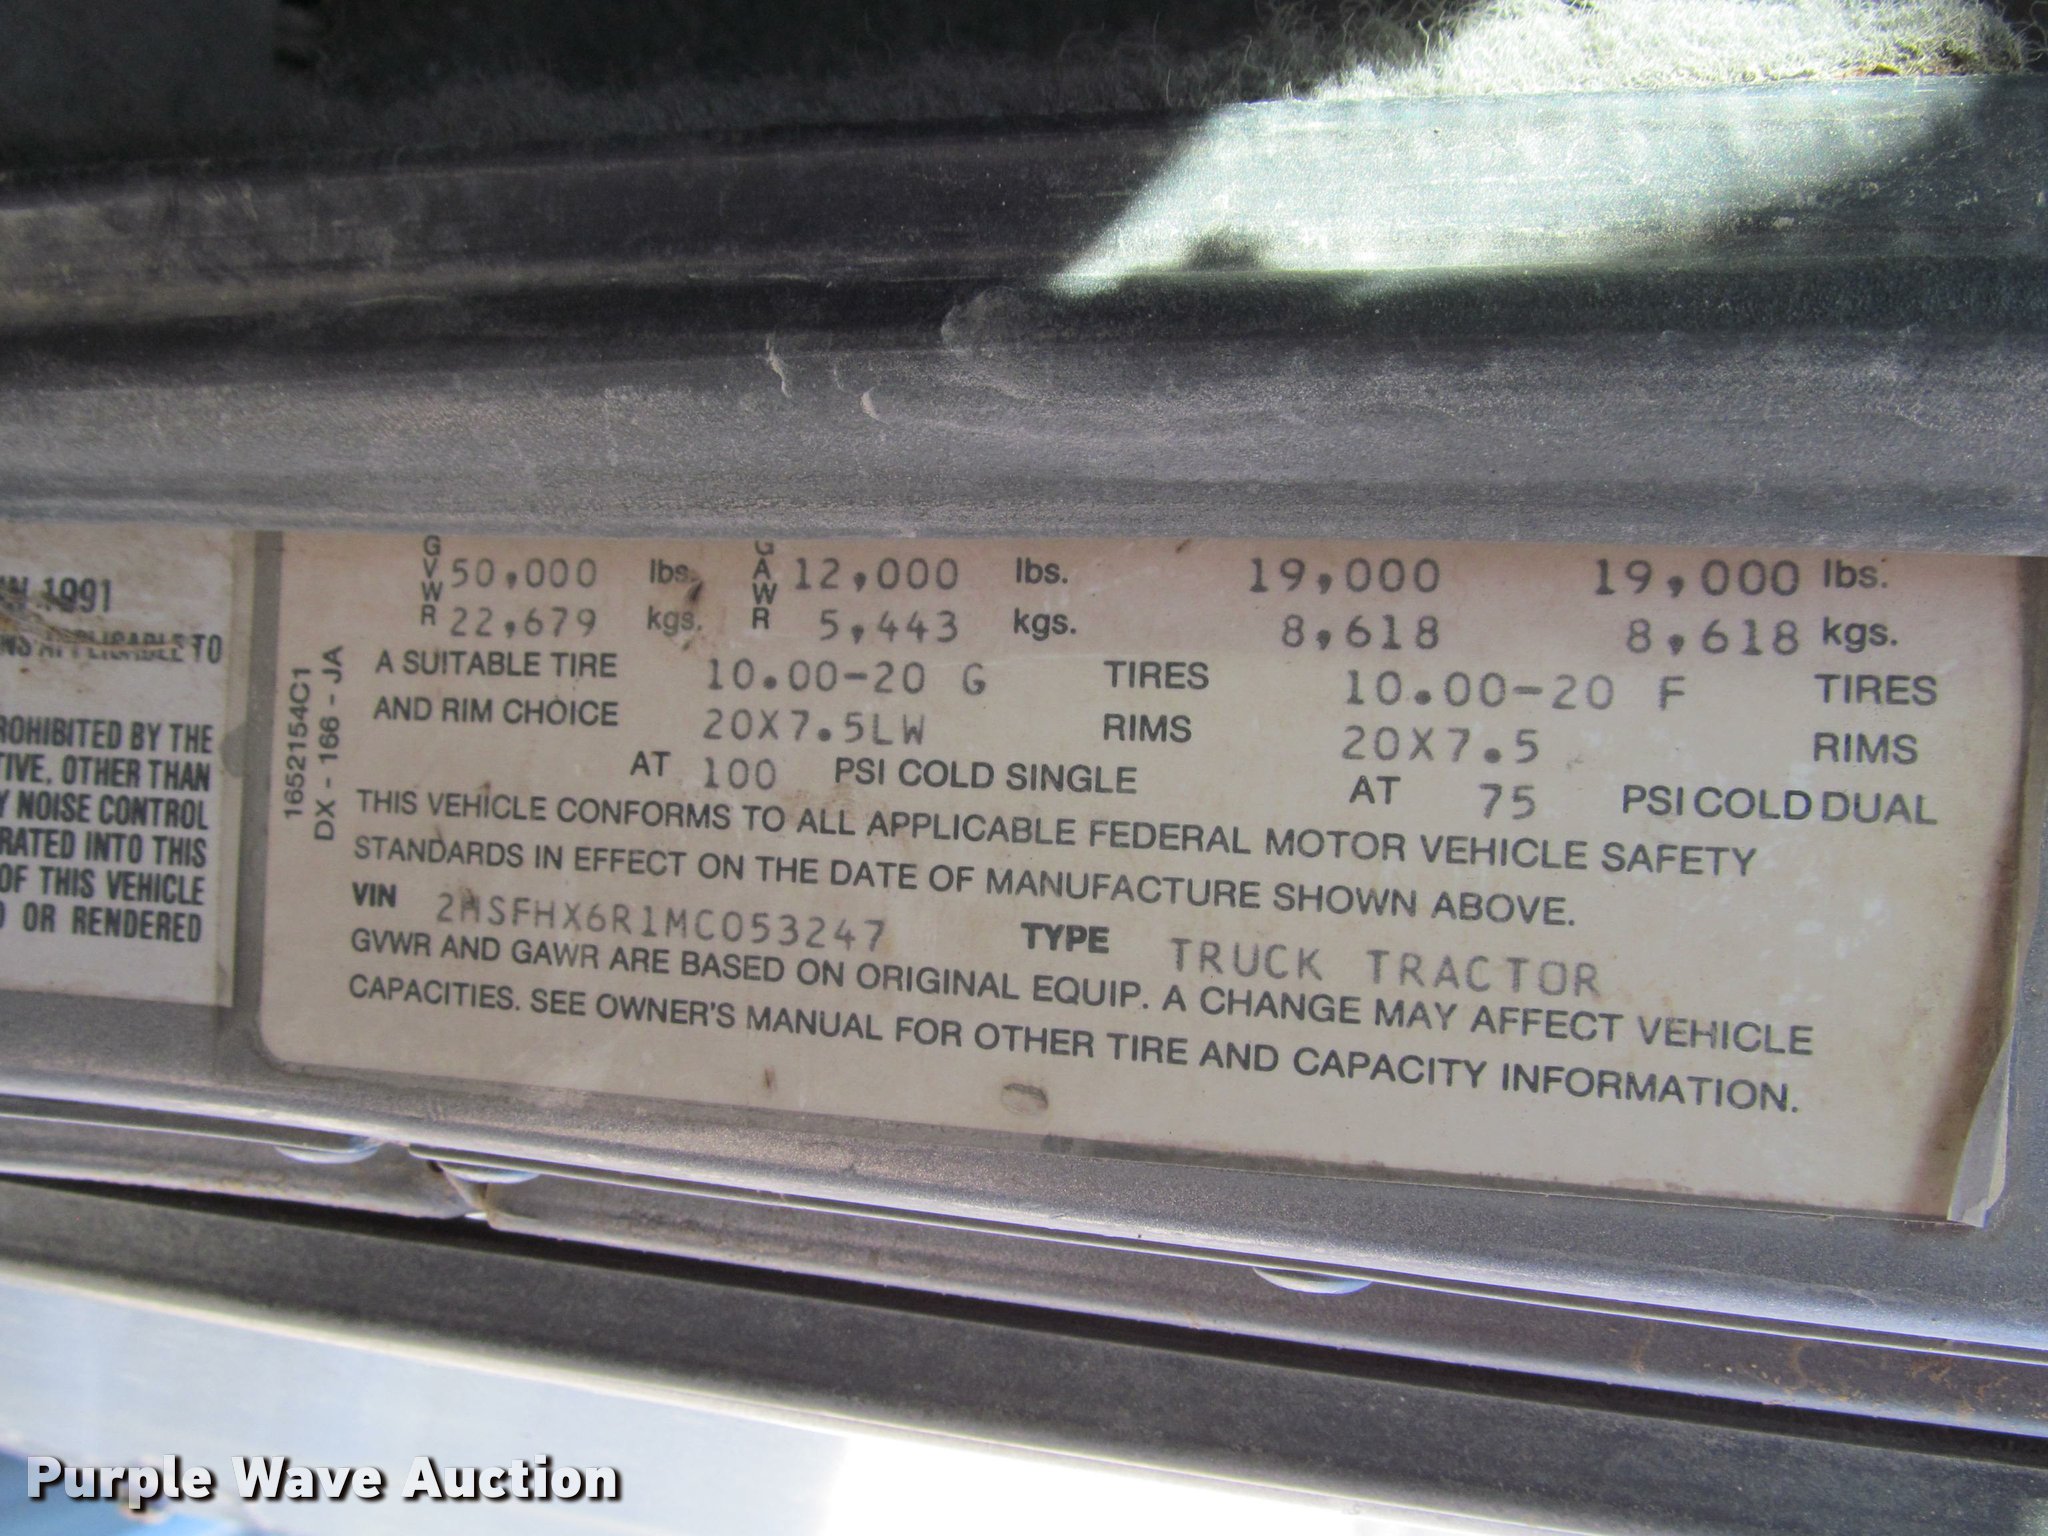 1991
APPLICABLE TO
PROHIBITED BY THE
OTHER THAN
NOISE CONTROL
INTO THIS
OF THIS VEHICLE
OR RENDERED
1652154C1
DX - 166 - JA
GVWR 50,000 lbs. GAWR 12,000 lbs. 19,000 19,000 lbs.
22,679 kgs. 5,443 kgs. 8,618 8,618 kgs.
A SUITABLE TIRE 10.00-20 G TIRES 10.00-20 F TIRES
AND RIM CHOICE 20X7.5LW RIMS 20X7.5 RIMS
AT 100 PSI COLD SINGLE AT 75 PSI COLD DUAL
THIS VEHICLE CONFORMS TO ALL APPLICABLE FEDERAL MOTOR VEHICLE SAFETY
STANDARDS IN EFFECT ON THE DATE OF MANUFACTURE SHOWN ABOVE.
VIN 2HSFHX6R1MC053247 TYPE TRUCK TRACTOR
GVWR AND GAWR ARE BASED ON ORIGINAL EQUIP. A CHANGE MAY AFFECT VEHICLE
CAPACITIES. SEE OWNER'S MANUAL FOR OTHER TIRE AND CAPACITY INFORMATION.
Purple Wave Auction